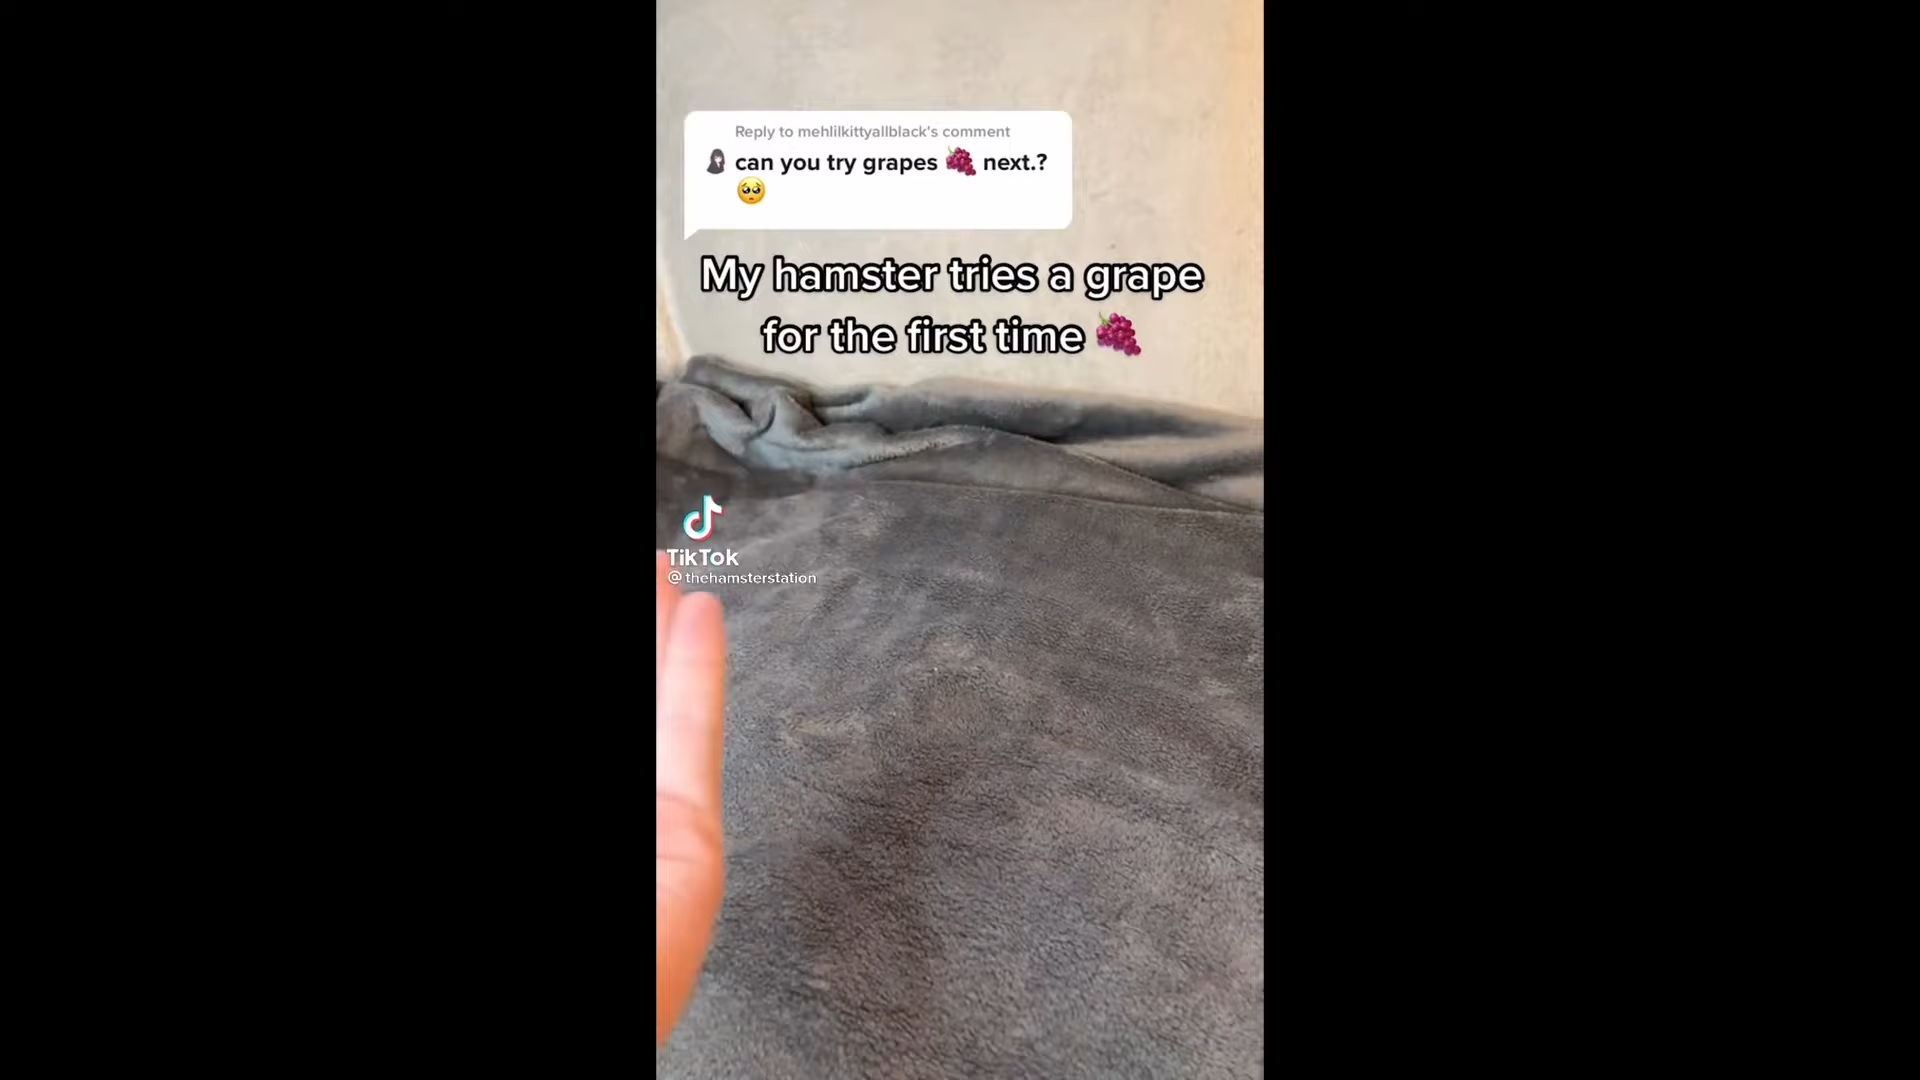 Reply to mehlilkittyallblack's comment
can you try grapes 🍇 next.?
🥺
My hamster tries a grape
for the first time 🍇
TikTok
@thehamsterstation